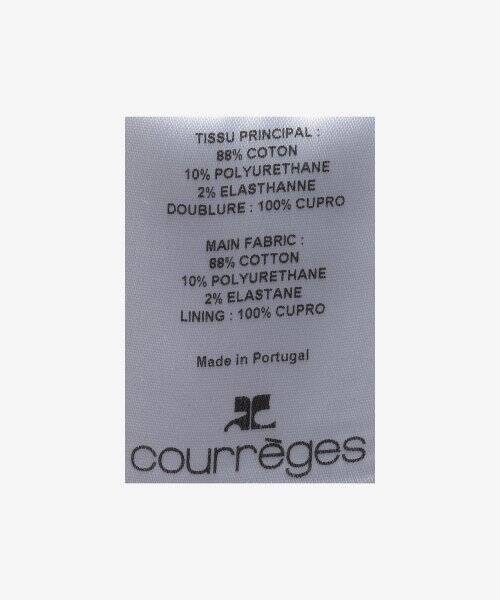 TISSU PRINCIPAL :
88% COTON
10% POLYURETHANE
2% ELASTHANNE
DOUBLURE : 100% CUPRO
MAIN FABRIC :
88% COTTON
10% POLYURETHANE
2% ELASTANE
LINING : 100% CUPRO
Made in Portugal
courrèges